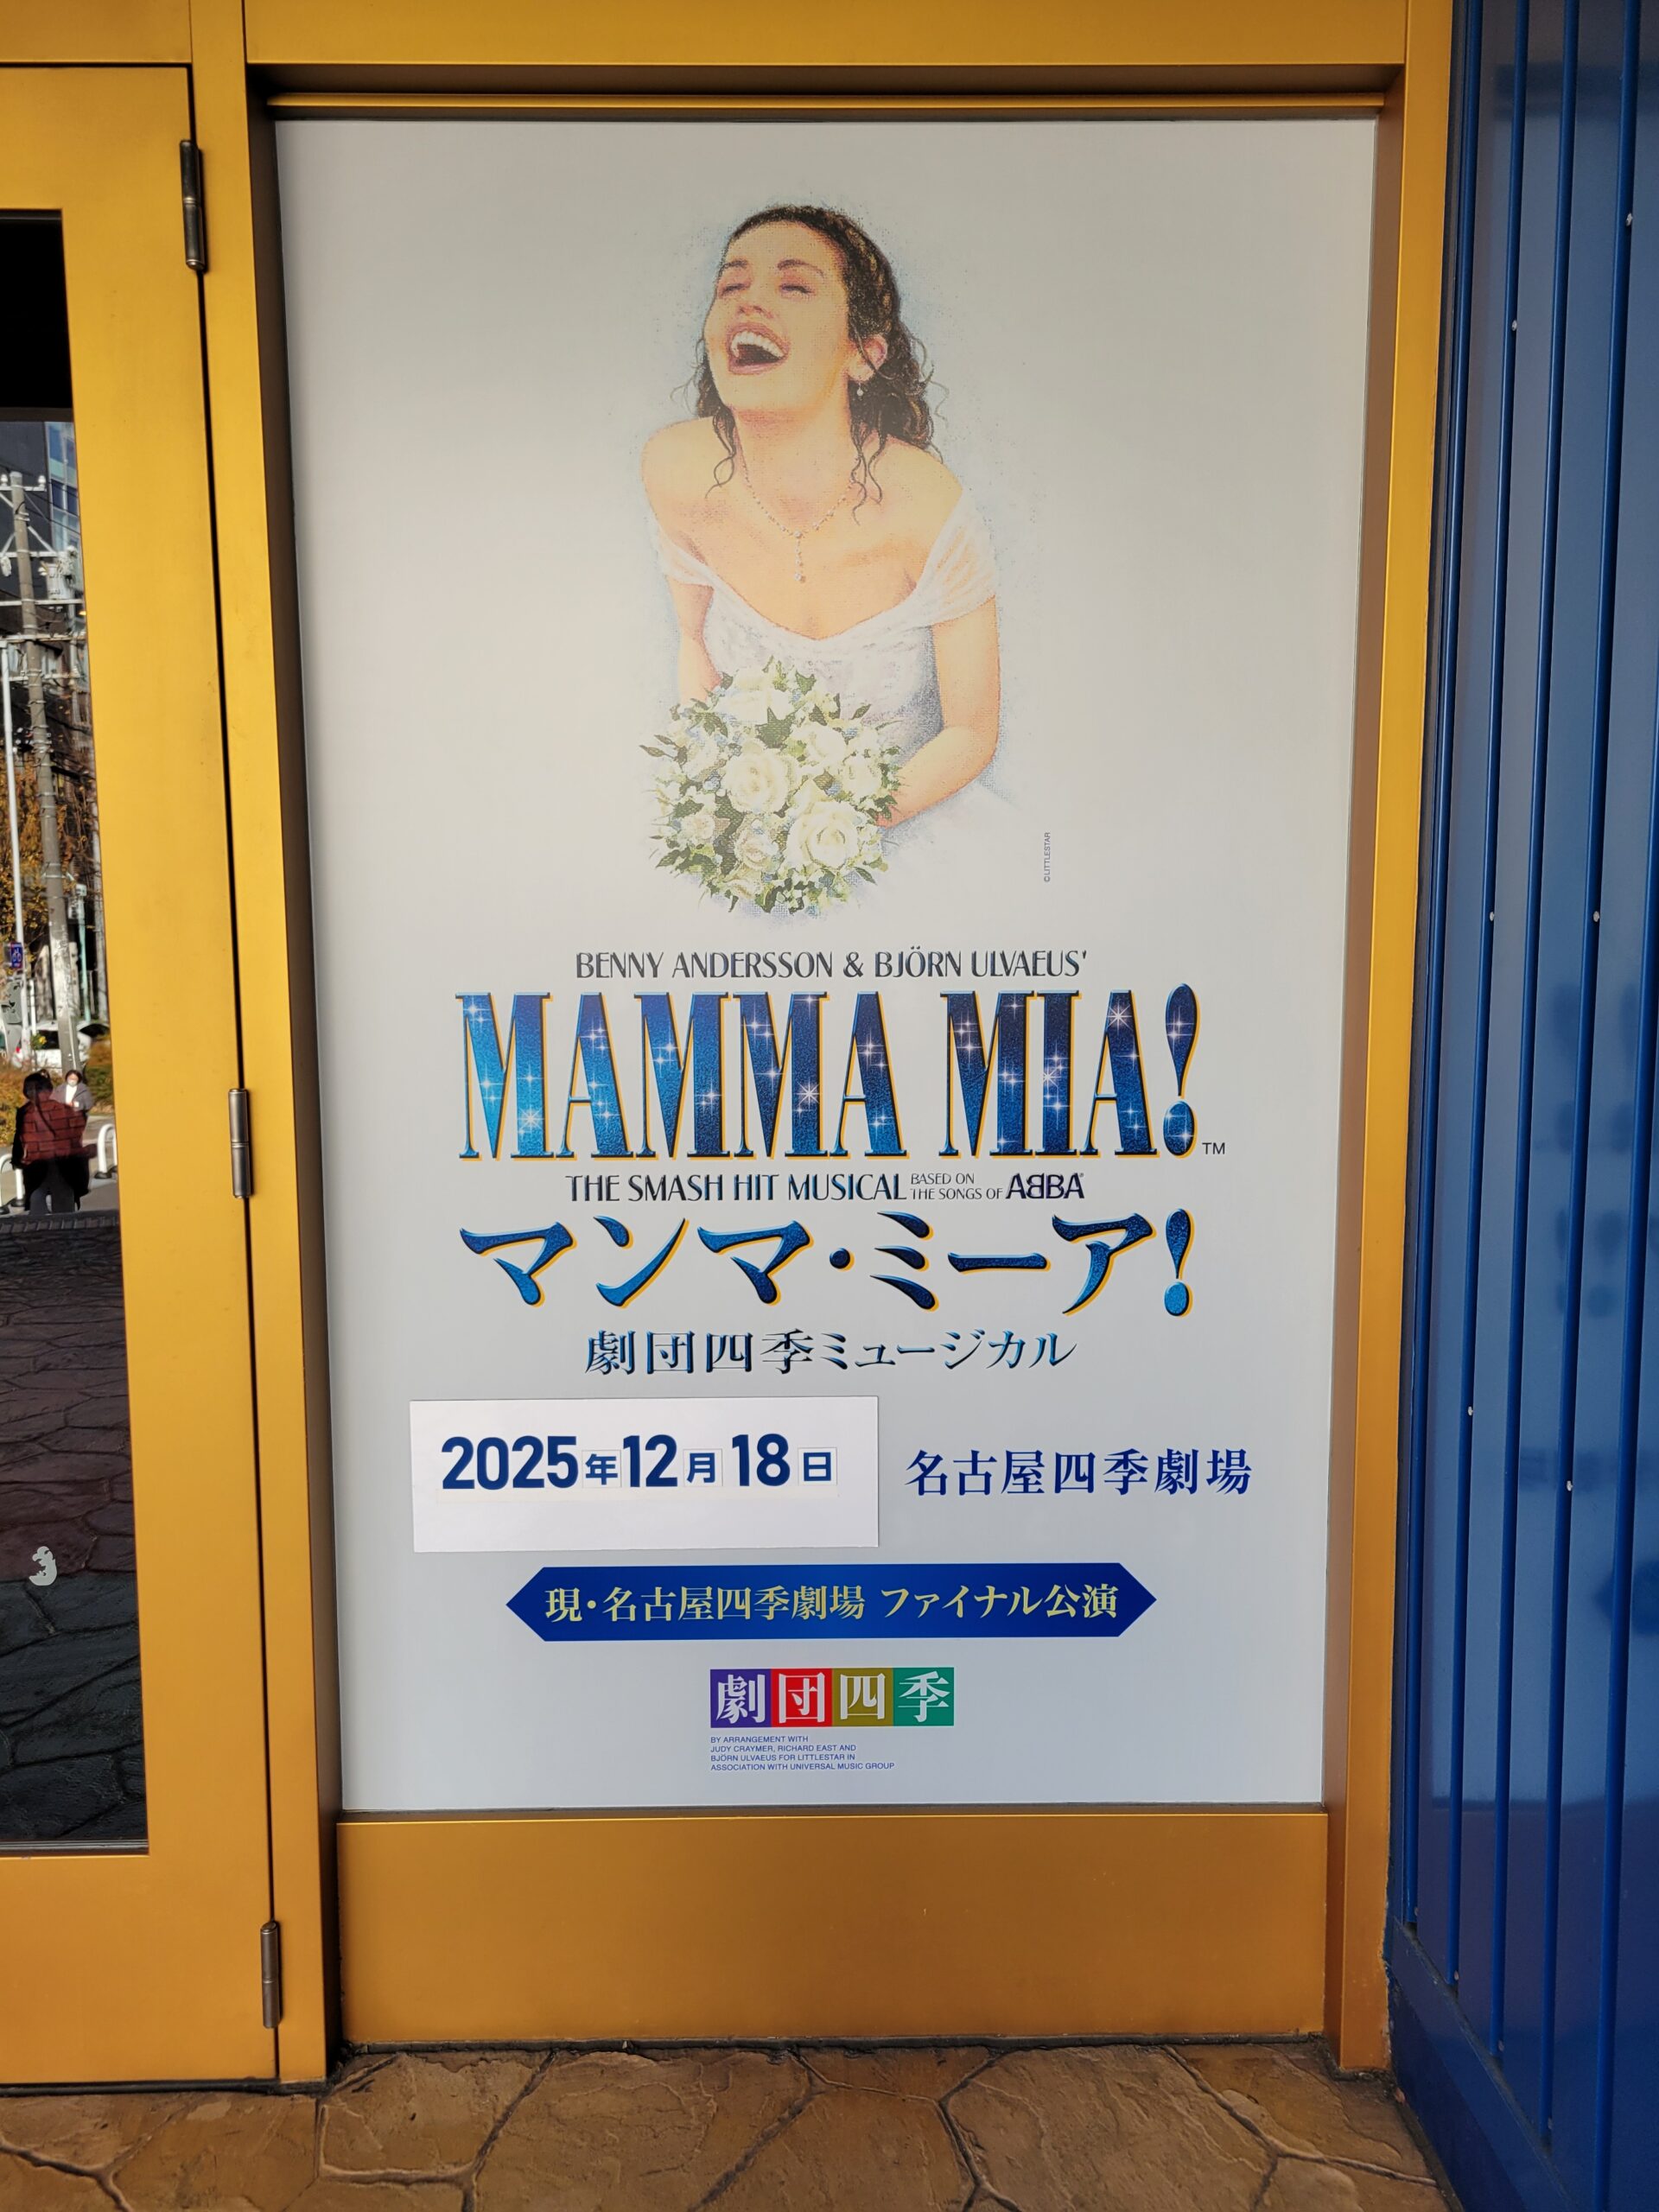 ©LITTLESTAR
BENNY ANDERSSON & BJÖRN ULVAEUS'
MAMMA MIA!™
THE SMASH HIT MUSICAL BASED ON THE SONGS OF ABBA®
マンマ・ミーア!
劇団四季ミュージカル
2025年12月18日 名古屋四季劇場
現・名古屋四季劇場 ファイナル公演
劇団四季
BY ARRANGEMENT WITH
JUDY CRAYMER, RICHARD EAST AND
BJÖRN ULVAEUS FOR LITTLESTAR IN
ASSOCIATION WITH UNIVERSAL MUSIC GROUP